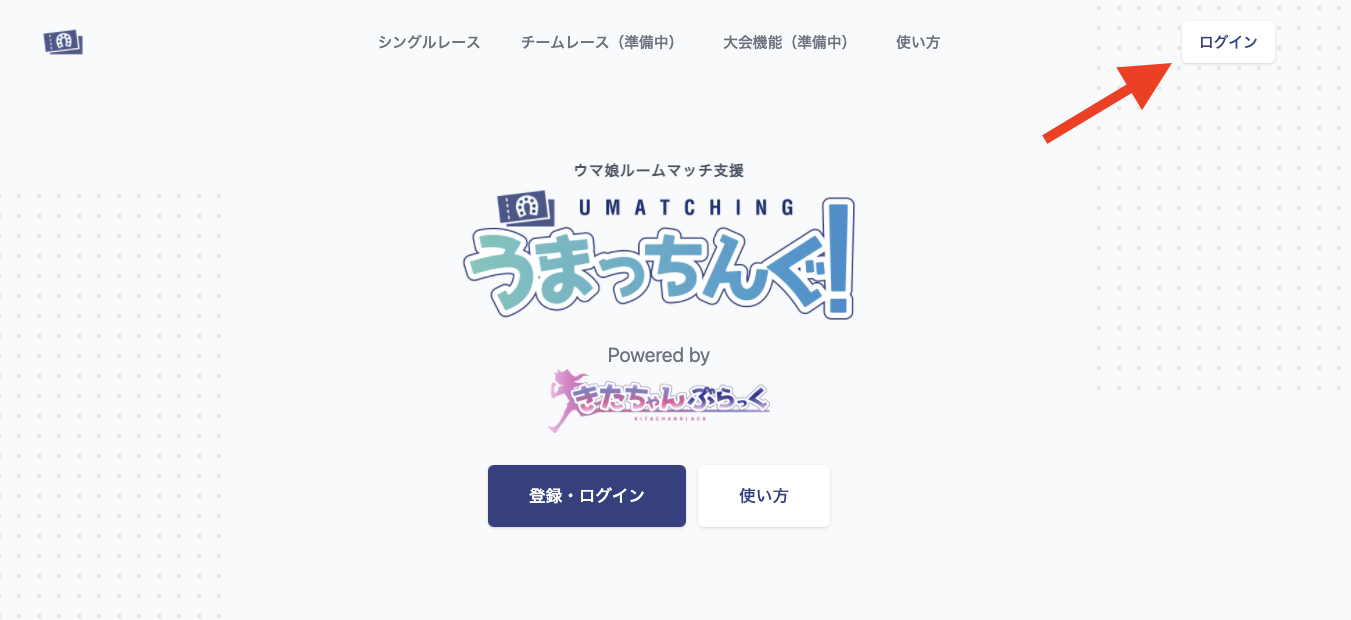 シングルレース
チームレース（準備中）
大会機能（準備中）
使い方
ログイン
ウマ娘ルームマッチ支援
UMATCHING
うまっちんぐ!
Powered by
きたちゃんぶらっく
KITACHANBLACK
登録・ログイン
使い方